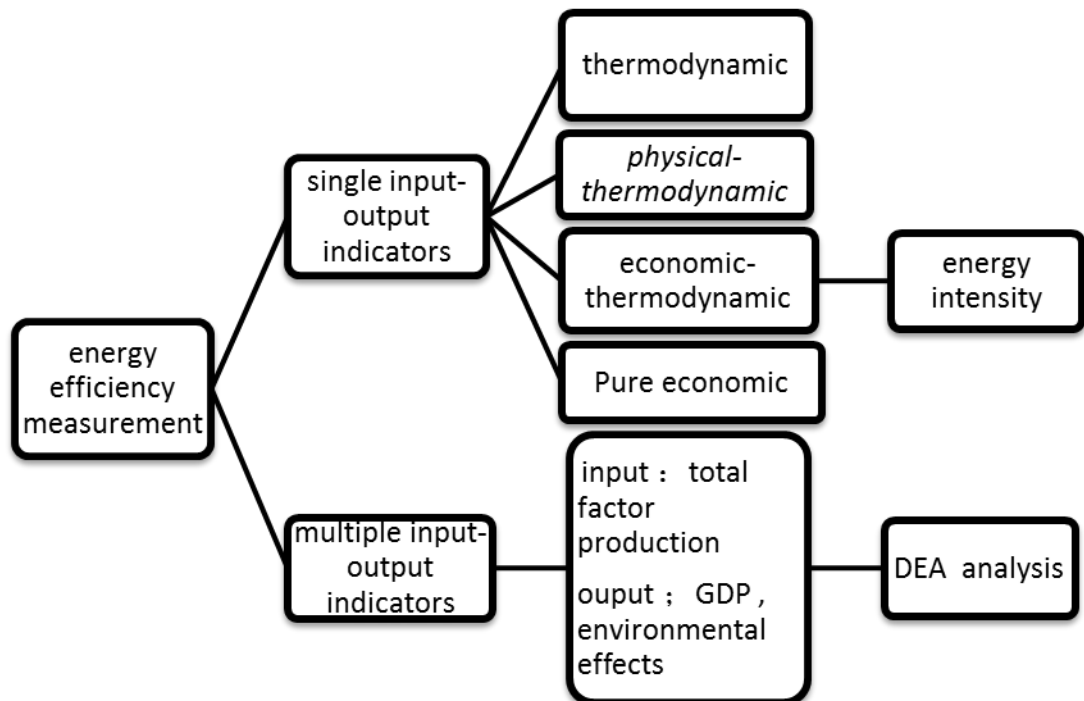 energy
efficiency
measurement
single input-
output
indicators
thermodynamic
physical-
thermodynamic
economic-
thermodynamic
energy
intensity
Pure economic
multiple input-
output
indicators
input： total
factor
production
ouput； GDP ,
environmental
effects
DEA analysis